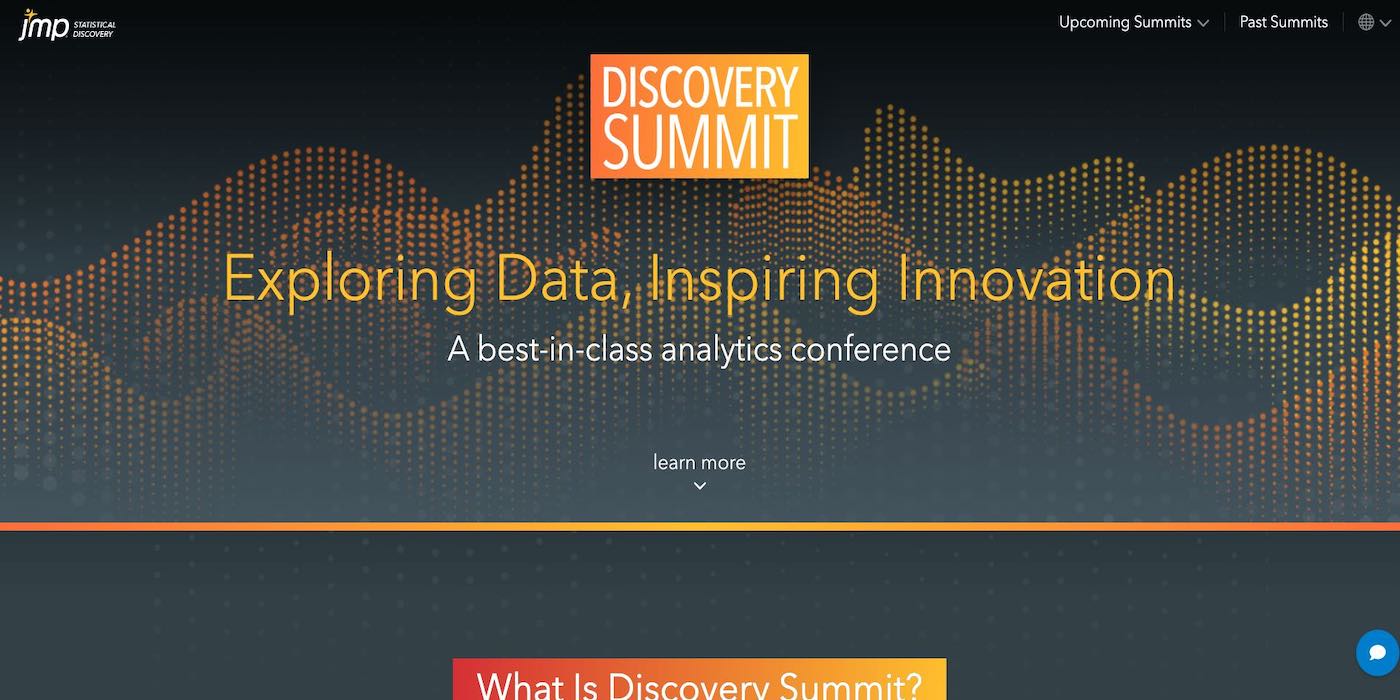 jmp STATISTICAL
DISCOVERY
Upcoming Summits
Past Summits
DISCOVERY
SUMMIT
Exploring Data, Inspiring Innovation
A best-in-class analytics conference
learn more
What Is Discovery Summit?